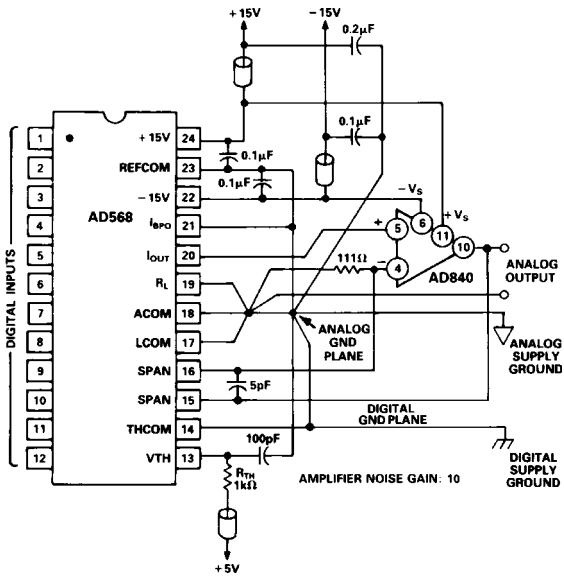 +15V
−15V
0.2µF
0.1µF
DIGITAL INPUTS
1
2
3
4
5
6
7
8
9
10
11
12
AD568
+15V 24
REFCOM 23
−15V 22
iBPO 21
IOUT 20
RL 19
ACOM 18
LCOM 17
SPAN 16
SPAN 15
THCOM 14
VTH 13
0.1µF
0.1µF
−VS
+VS
+
5
6
11
10
−
4
AD840
111Ω
ANALOG
OUTPUT
ANALOG
GND
PLANE
ANALOG
SUPPLY
GROUND
5pF
DIGITAL
GND PLANE
100pF
RTH
1kΩ
AMPLIFIER NOISE GAIN: 10
DIGITAL
SUPPLY
GROUND
+5V